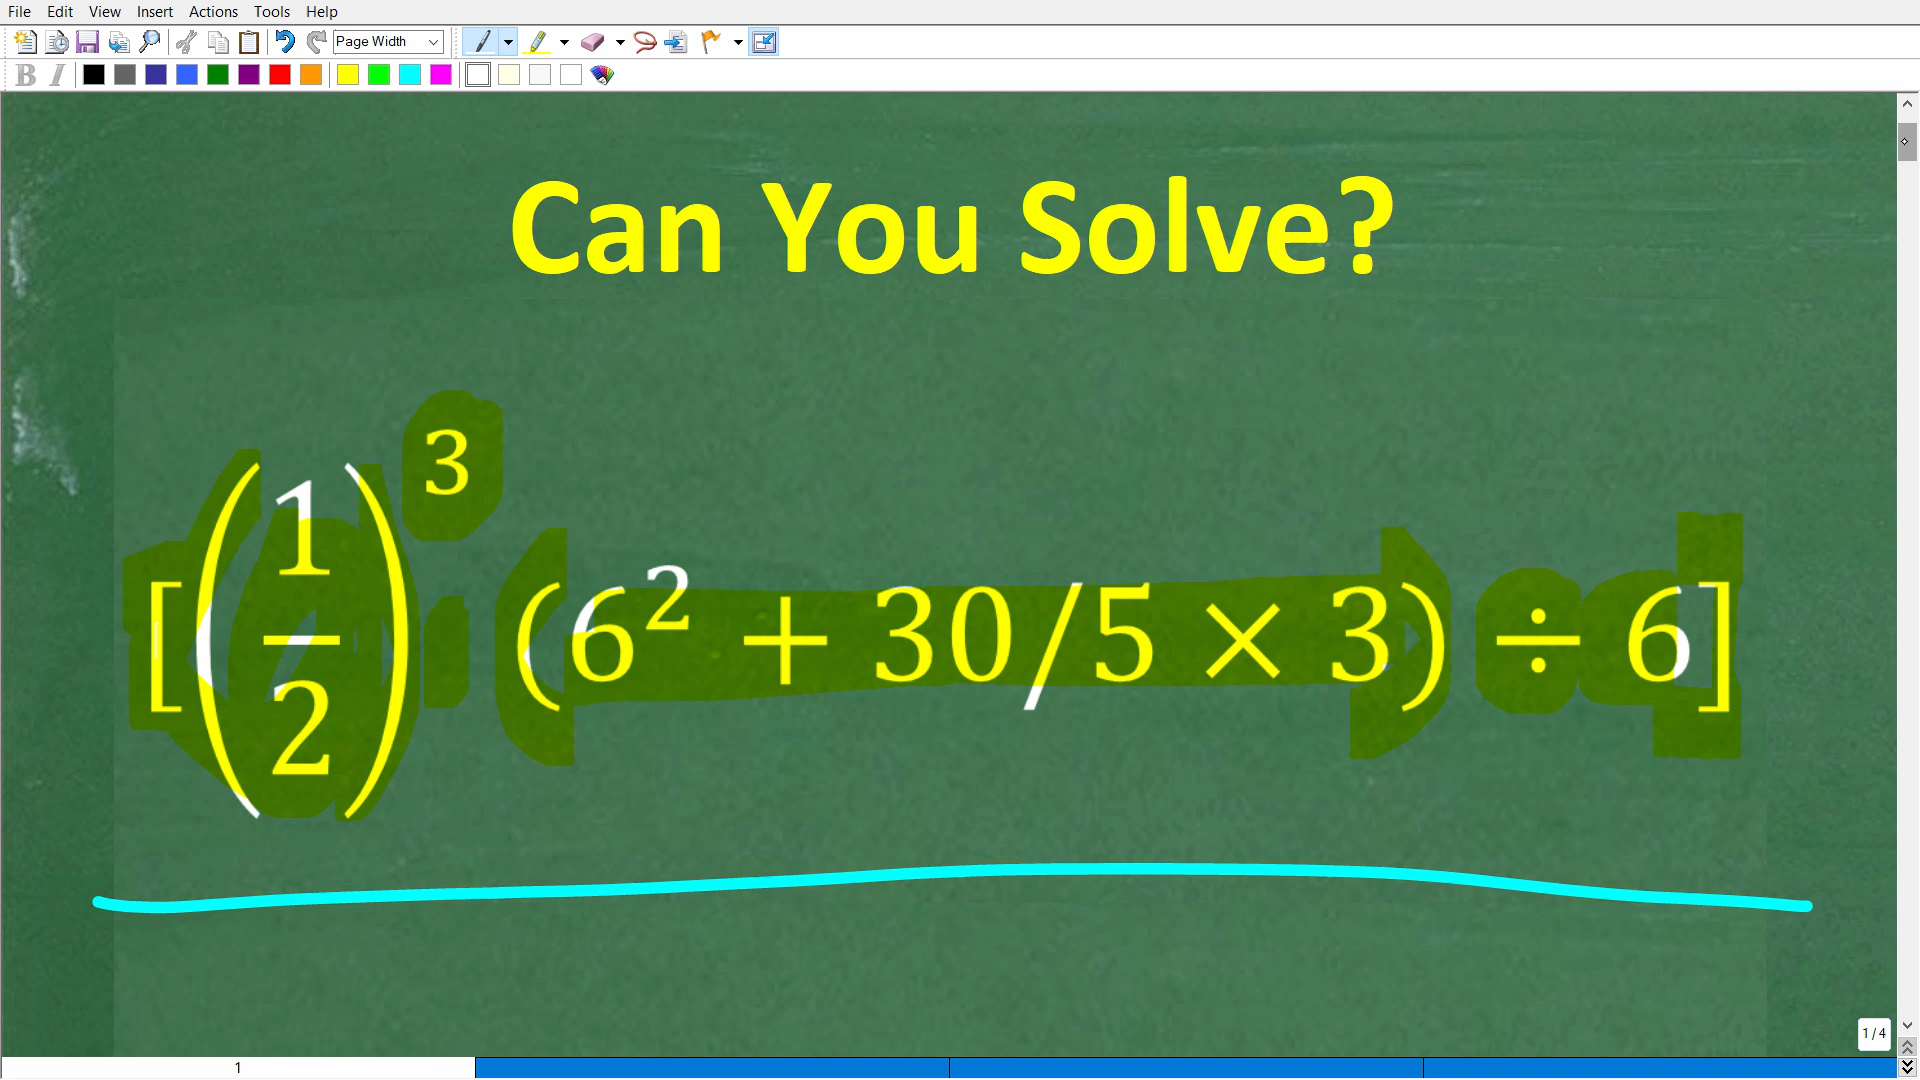 File Edit View Insert Actions Tools Help
Page Width
B I
Can You Solve?
[(1/2)³ (6² + 30/5 × 3) ÷ 6]
1 / 4
1